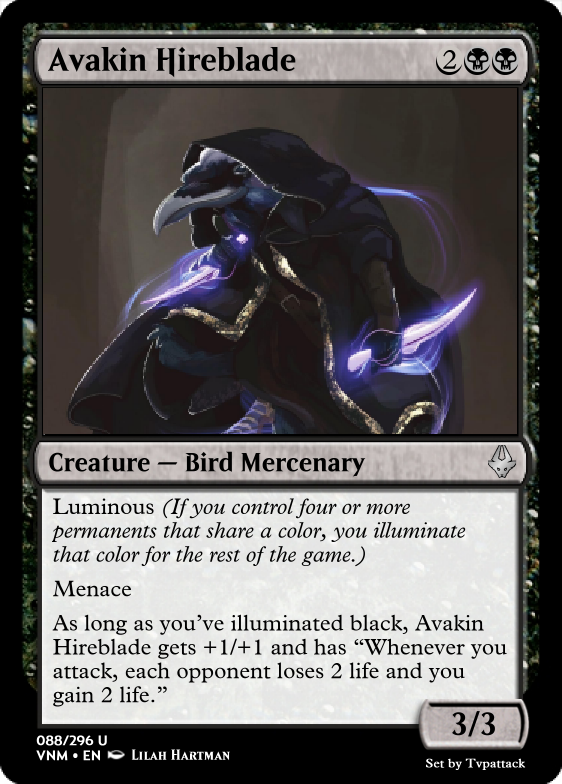 Avakin Hireblade 2
Creature — Bird Mercenary
Luminous (If you control four or more
permanents that share a color, you illuminate
that color for the rest of the game.)
Menace
As long as you’ve illuminated black, Avakin
Hireblade gets +1/+1 and has “Whenever you
attack, each opponent loses 2 life and you
gain 2 life.”
3/3
088/296 U
VNM • EN Lilah Hartman
Set by Tvpattack